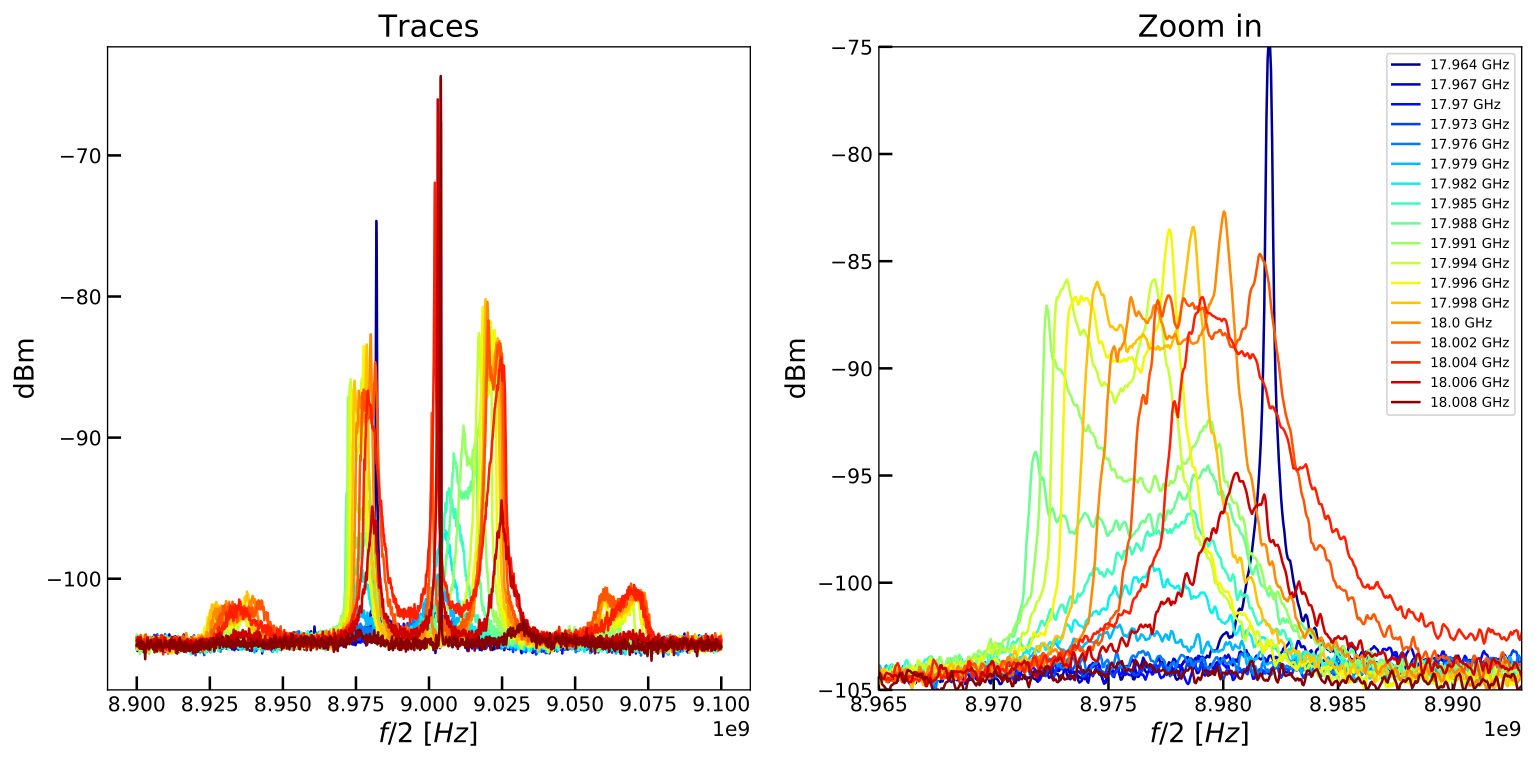 Traces
−70
−80
−90
−100
dBm
8.900 8.925 8.950 8.975 9.000 9.025 9.050 9.075 9.100
1e9
f/2 [Hz]
Zoom in
−75
−80
−85
−90
−95
−100
−105
dBm
8.965 8.970 8.975 8.980 8.985 8.990
1e9
f/2 [Hz]
17.964 GHz
17.967 GHz
17.97 GHz
17.973 GHz
17.976 GHz
17.979 GHz
17.982 GHz
17.985 GHz
17.988 GHz
17.991 GHz
17.994 GHz
17.996 GHz
17.998 GHz
18.0 GHz
18.002 GHz
18.004 GHz
18.006 GHz
18.008 GHz